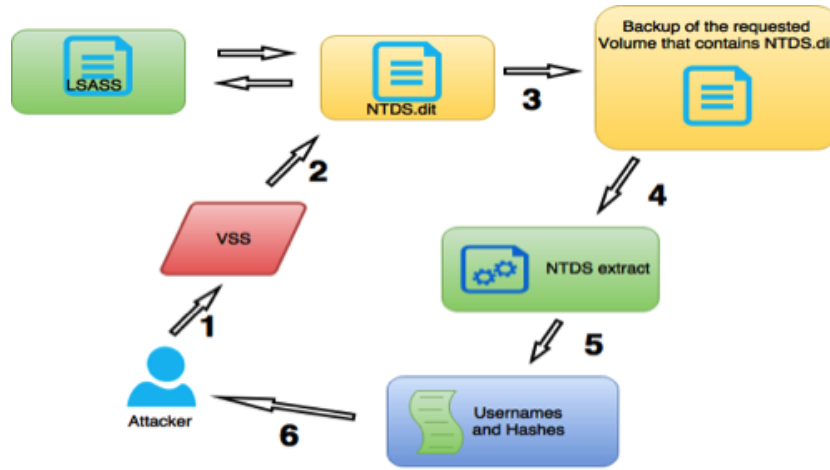 Backup of the requested
Volume that contains NTDS.dit
LSASS
NTDS.dit
3
2
4
VSS
NTDS extract
1
5
Attacker
Usernames
and Hashes
6